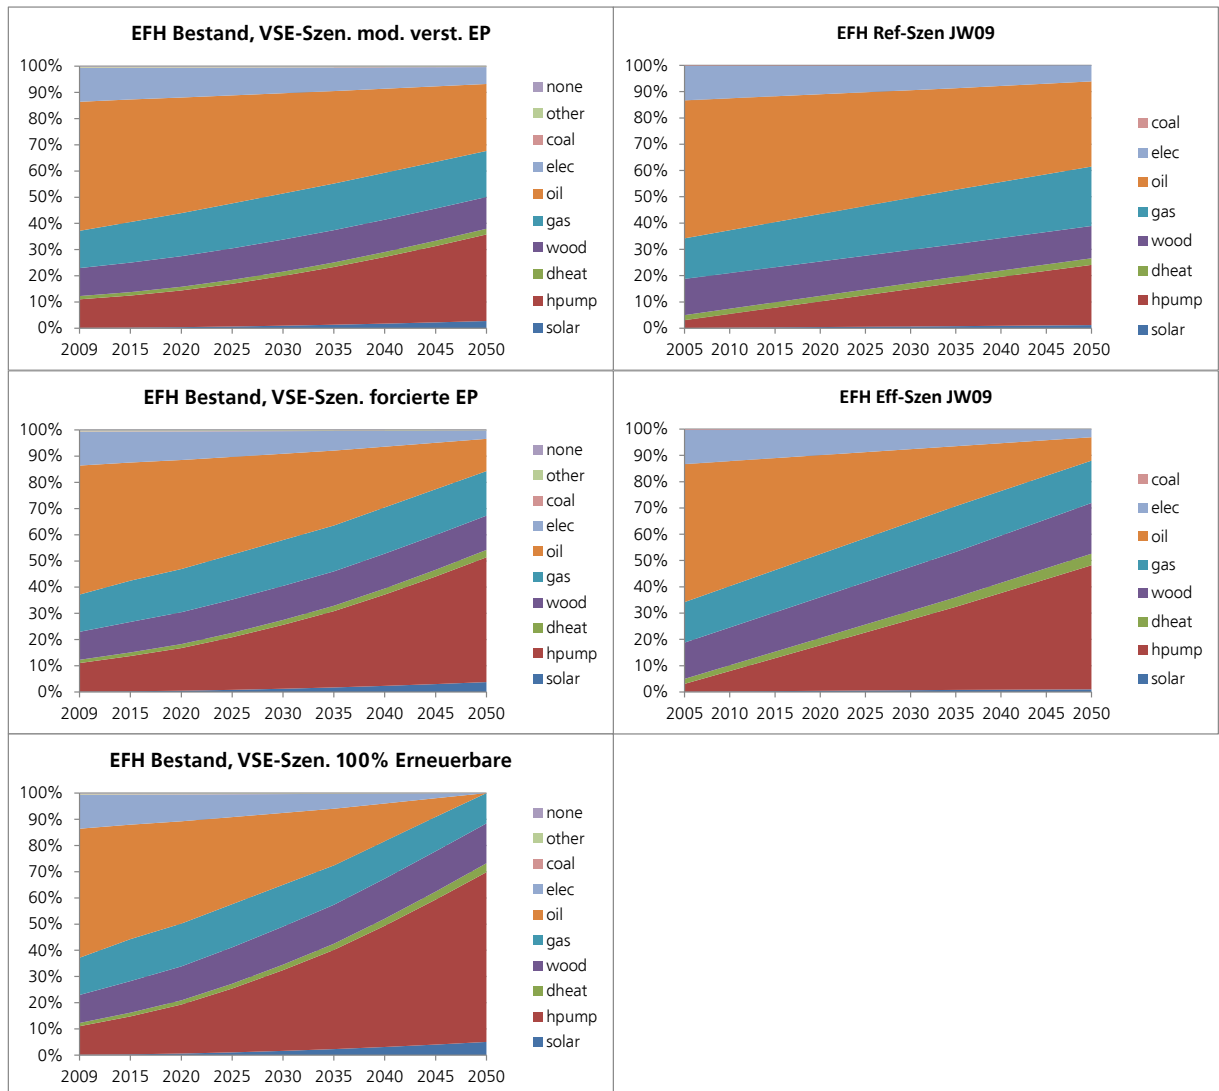 EFH Bestand, VSE-Szen. mod. verst. EP
100%
90%
80%
70%
60%
50%
40%
30%
20%
10%
0%
2009 2015 2020 2025 2030 2035 2040 2045 2050
none
other
coal
elec
oil
gas
wood
dheat
hpump
solar
EFH Ref-Szen JW09
100%
90%
80%
70%
60%
50%
40%
30%
20%
10%
0%
2005 2010 2015 2020 2025 2030 2035 2040 2045 2050
coal
elec
oil
gas
wood
dheat
hpump
solar
EFH Bestand, VSE-Szen. forcierte EP
100%
90%
80%
70%
60%
50%
40%
30%
20%
10%
0%
2009 2015 2020 2025 2030 2035 2040 2045 2050
none
other
coal
elec
oil
gas
wood
dheat
hpump
solar
EFH Eff-Szen JW09
100%
90%
80%
70%
60%
50%
40%
30%
20%
10%
0%
2005 2010 2015 2020 2025 2030 2035 2040 2045 2050
coal
elec
oil
gas
wood
dheat
hpump
solar
EFH Bestand, VSE-Szen. 100% Erneuerbare
100%
90%
80%
70%
60%
50%
40%
30%
20%
10%
0%
2009 2015 2020 2025 2030 2035 2040 2045 2050
none
other
coal
elec
oil
gas
wood
dheat
hpump
solar